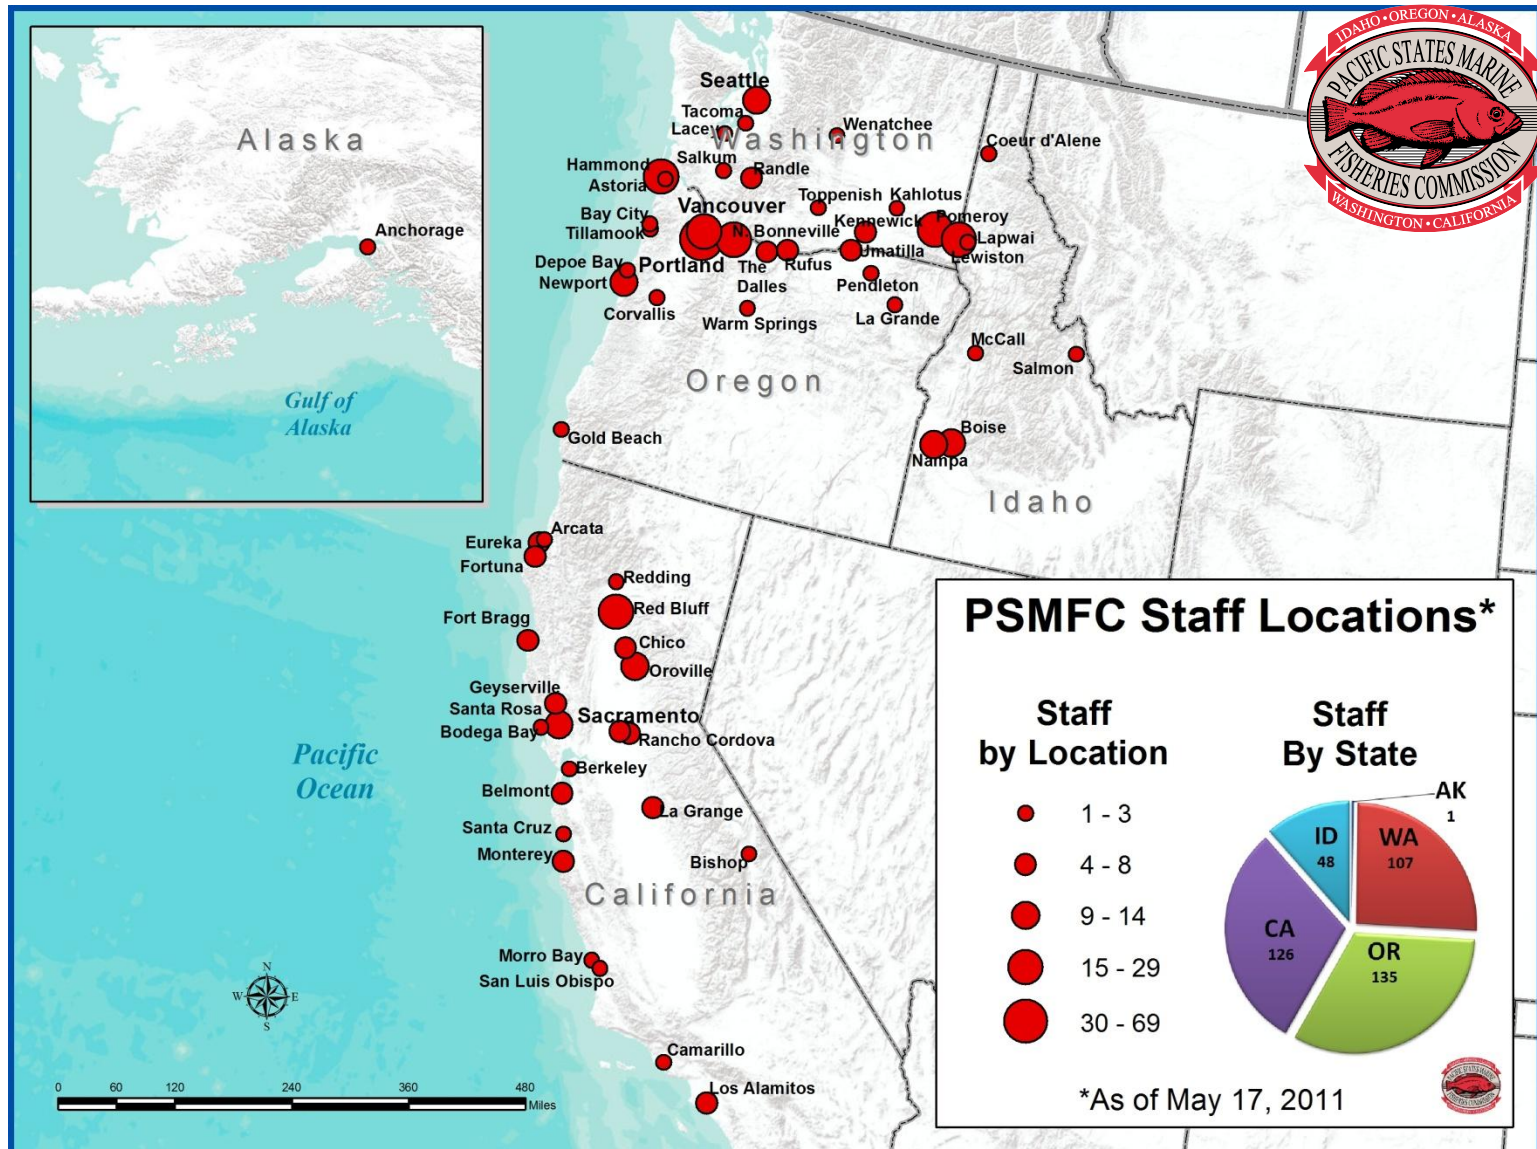 IDAHO • OREGON • ALASKA
PACIFIC STATES MARINE
FISHERIES COMMISSION
WASHINGTON • CALIFORNIA
Alaska
Anchorage
Gulf of
Alaska
Seattle
Tacoma
Lacey
Washington
Wenatchee
Coeur d'Alene
Hammond
Astoria
Salkum
Randle
Toppenish
Kahlotus
Vancouver
Bay City
Tillamook
N. Bonneville
Kennewick
Pomeroy
Lapwai
Lewiston
Depoe Bay
Newport
Portland
The
Dalles
Rufus
Umatilla
Pendleton
Corvallis
Warm Springs
La Grande
McCall
Salmon
Oregon
Gold Beach
Boise
Nampa
Idaho
Arcata
Eureka
Fortuna
Redding
Red Bluff
Fort Bragg
Chico
Oroville
Geyserville
Santa Rosa
Bodega Bay
Sacramento
Rancho Cordova
Pacific
Ocean
Berkeley
Belmont
La Grange
Santa Cruz
Monterey
Bishop
California
Morro Bay
San Luis Obispo
Camarillo
Los Alamitos
N
W E
S
0 60 120 240 360 480
Miles
PSMFC Staff Locations*
Staff
by Location
1 - 3
4 - 8
9 - 14
15 - 29
30 - 69
Staff
By State
AK
1
WA
107
OR
135
CA
126
ID
48
*As of May 17, 2011